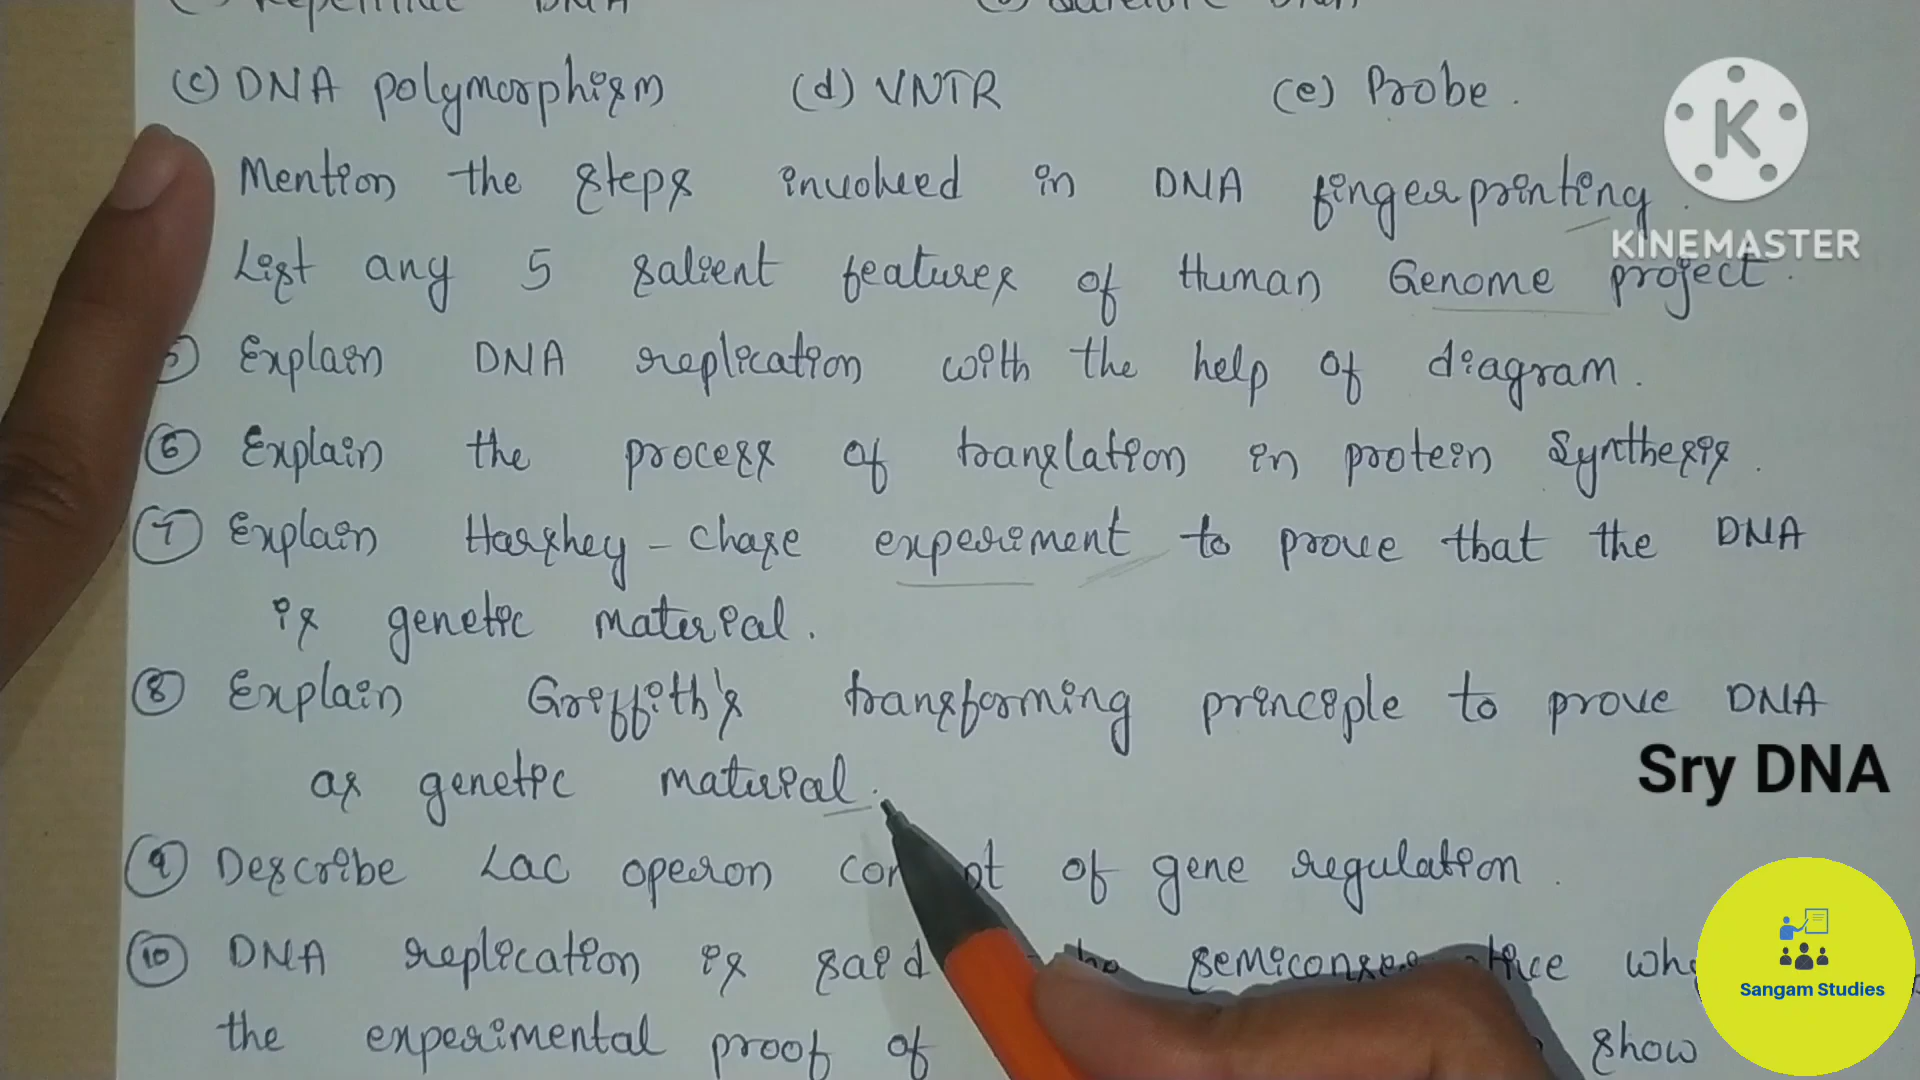 (c) DNA polymorphism (d) VNTR (e) Probe.
Mention the steps involved in DNA fingerprinting.
List any 5 salient features of Human Genome project.
Explain DNA replication with the help of diagram.
6 Explain the process of translation in protein Synthesis.
7 Explain Harshey - chase experiment to prove that the DNA
is genetic material.
8 Explain Griffith's transforming principle to prove DNA
as genetic material.
9 Describe Lac operon of gene regulation.
10 DNA replication is said
the experimental proof of show
KINEMASTER
Sry DNA
Sangam Studies